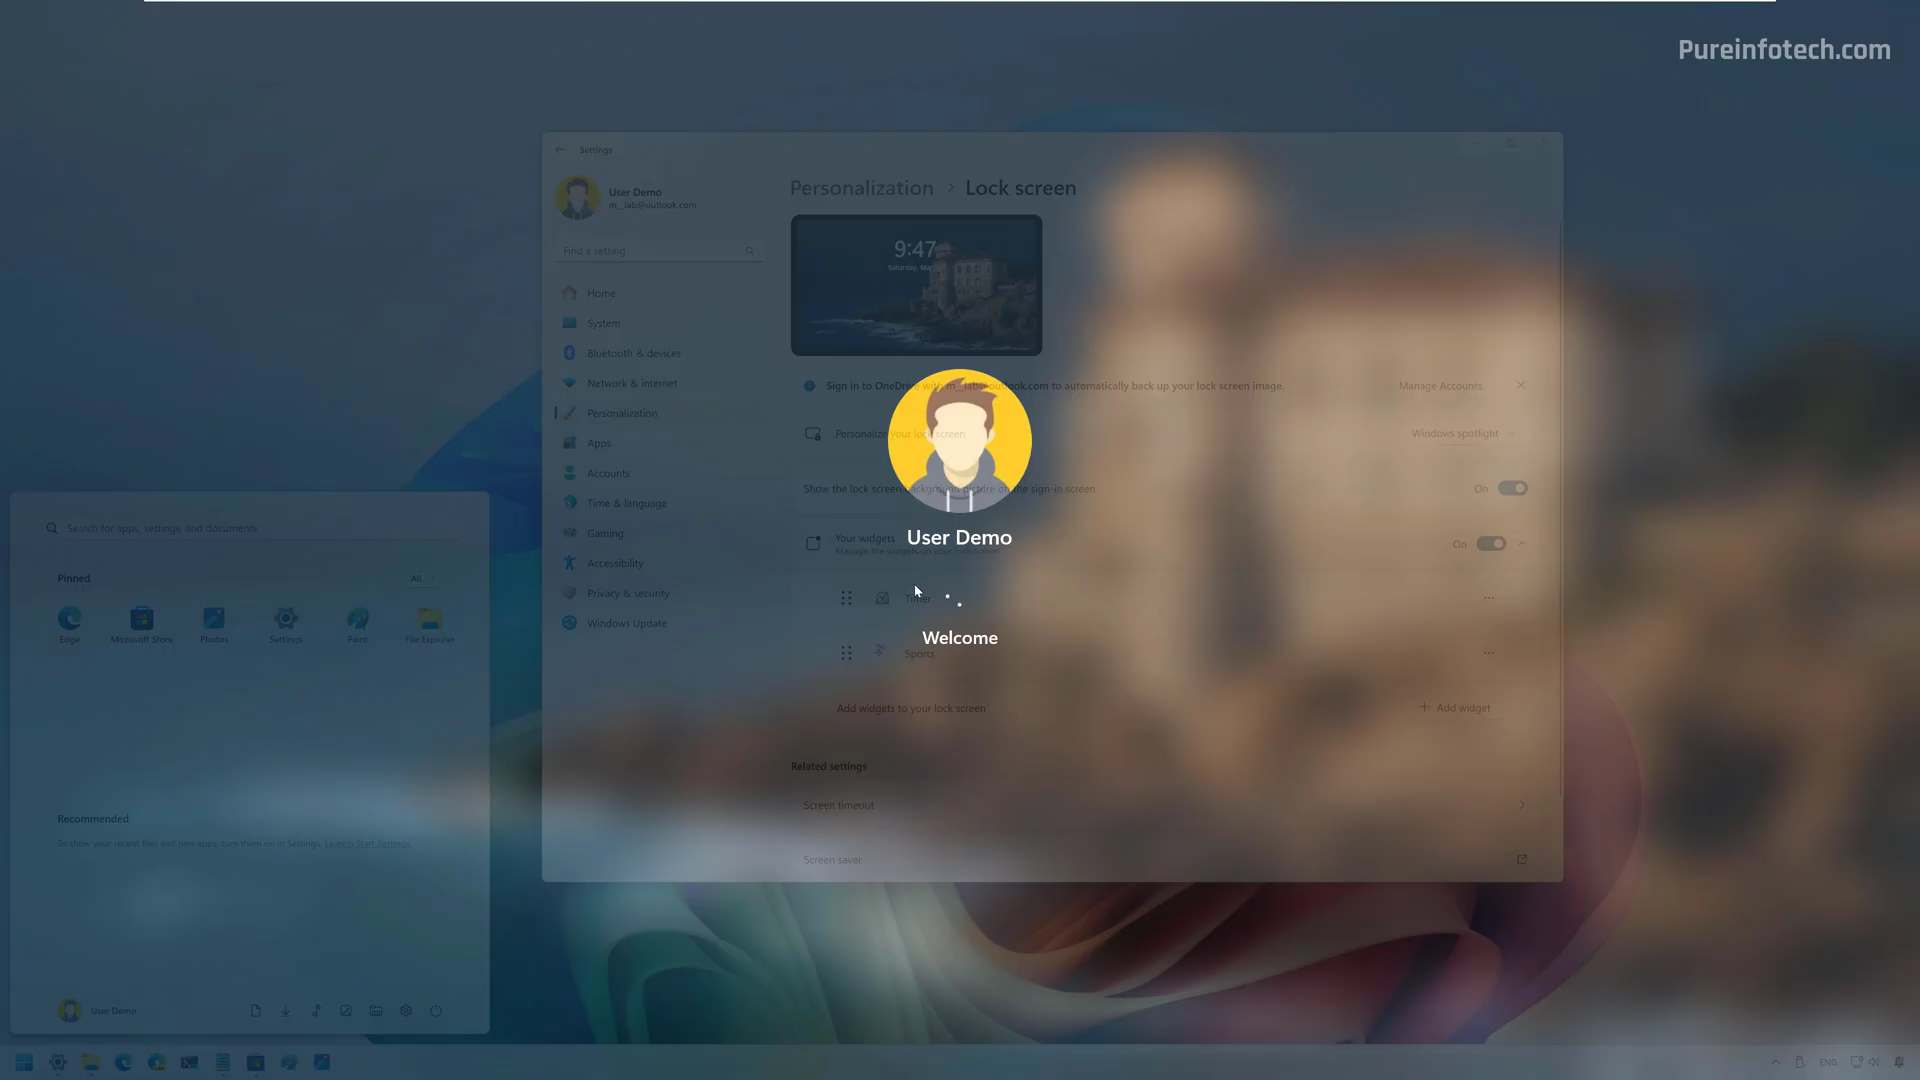 Pureinfotech.com
Settings
User Demo
m_lab@outlook.com
Find a setting
Home
System
Bluetooth & devices
Network & internet
Personalization
Apps
Accounts
Time & language
Gaming
Accessibility
Privacy & security
Windows Update
Personalization › Lock screen
9:47
Saturday,
Sign in to OneDrive with m_labs@outlook.com to automatically back up your lock screen image.
Manage Accounts
Personalize your lock screen
Windows spotlight
Show the lock screen background picture on the sign-in screen
On
Your widgets
Manage the widgets on your lock screen
On
Timer
Sports
Add widgets to your lock screen
Add widget
Related settings
Screen timeout
Screen saver
User Demo
Welcome
Search for apps, settings, and documents
Pinned
All
Edge
Microsoft Store
Photos
Settings
Paint
File Explorer
Recommended
To show your recent files and new apps, turn them on in Settings. Launch Start Settings.
User Demo
ENG